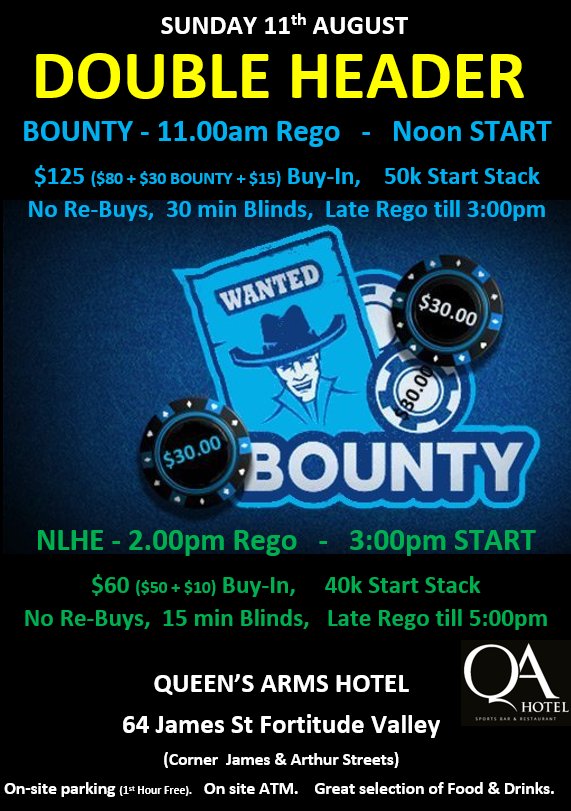 SUNDAY 11th AUGUST
DOUBLE HEADER
BOUNTY - 11.00am Rego - Noon START
$125 ($80 + $30 BOUNTY + $15) Buy-In, 50k Start Stack
No Re-Buys, 30 min Blinds, Late Rego till 3:00pm
WANTED
$30.00
$30.00
$30.00
BOUNTY
NLHE - 2.00pm Rego - 3:00pm START
$60 ($50 + $10) Buy-In, 40k Start Stack
No Re-Buys, 15 min Blinds, Late Rego till 5:00pm
QA
HOTEL
SPORTS BAR & RESTAURANT
QUEEN’S ARMS HOTEL
64 James St Fortitude Valley
(Corner James & Arthur Streets)
On-site parking (1st Hour Free). On site ATM. Great selection of Food & Drinks.